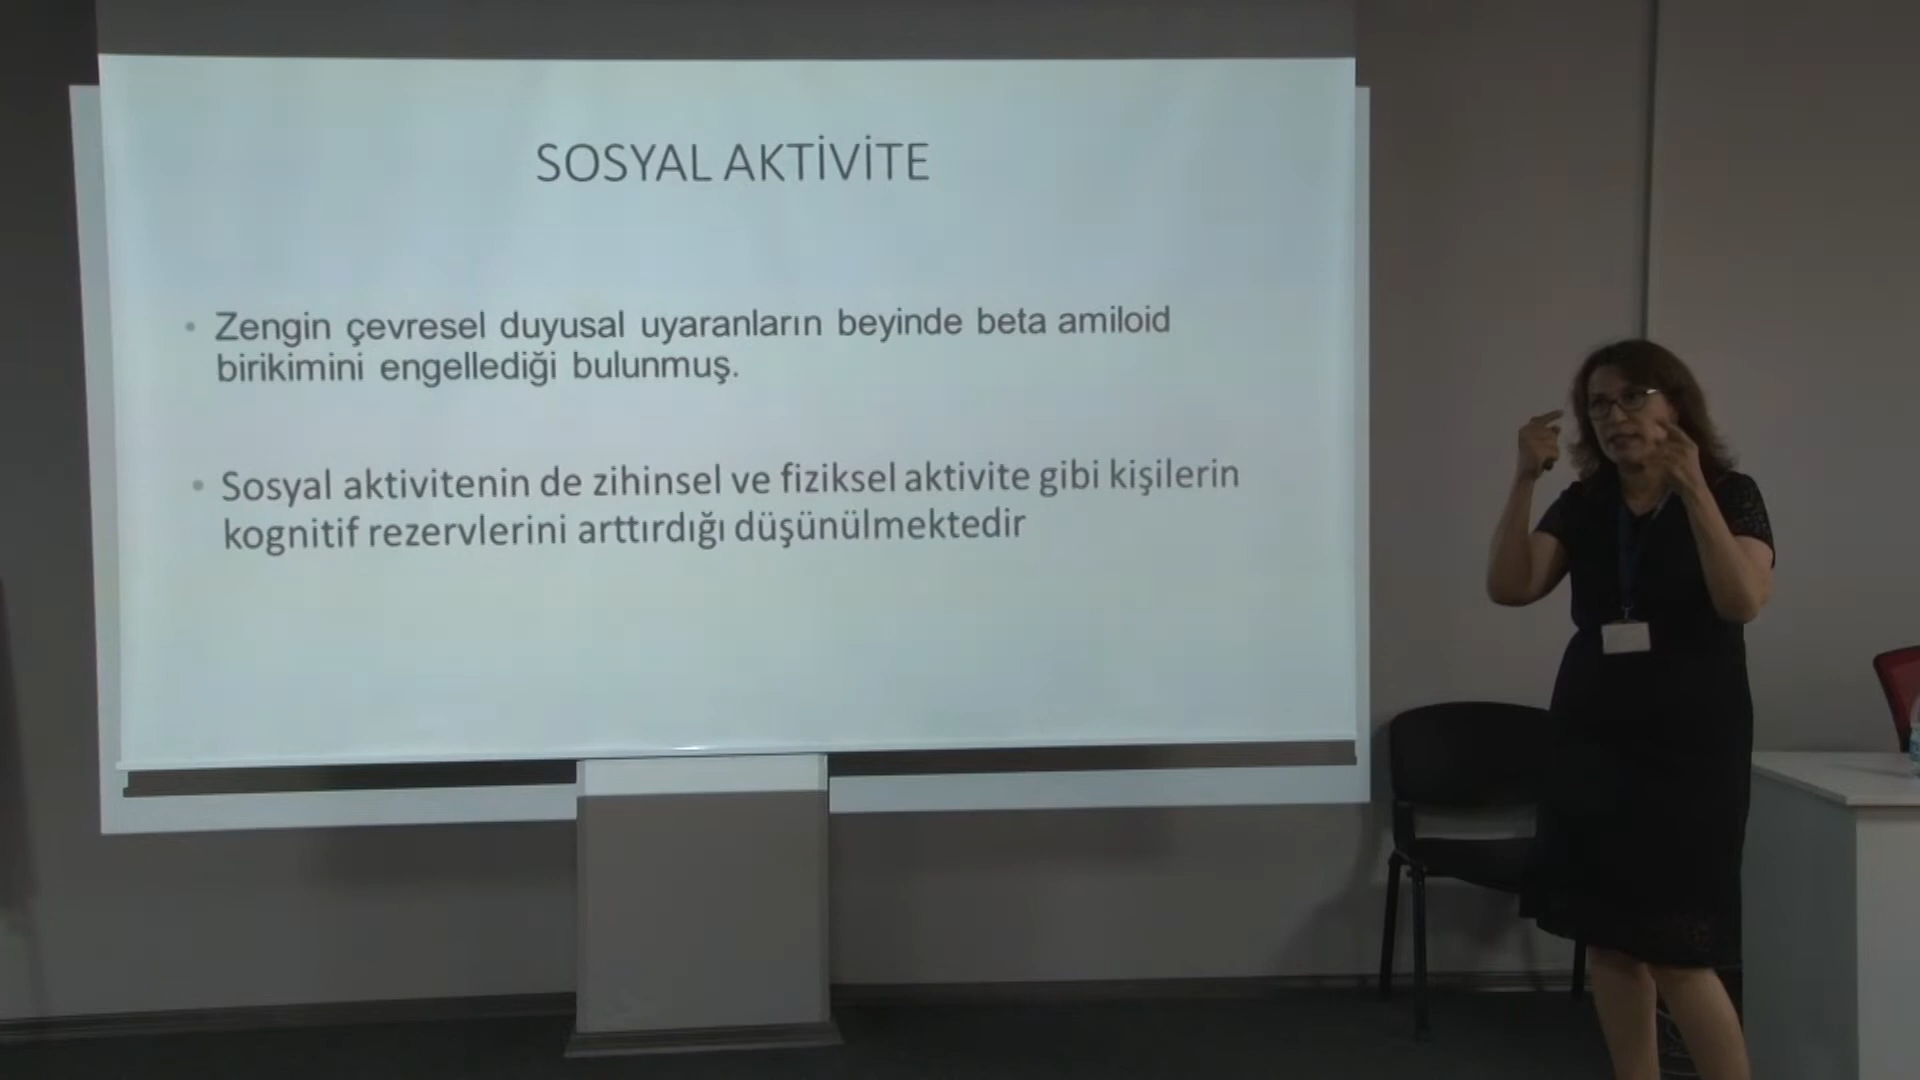 SOSYAL AKTİVİTE
• Zengin çevresel duyusal uyaranların beyinde beta amiloid
birikimini engellediği bulunmuş.
• Sosyal aktivitenin de zihinsel ve fiziksel aktivite gibi kişilerin
kognitif rezervlerini arttırdığı düşünülmektedir